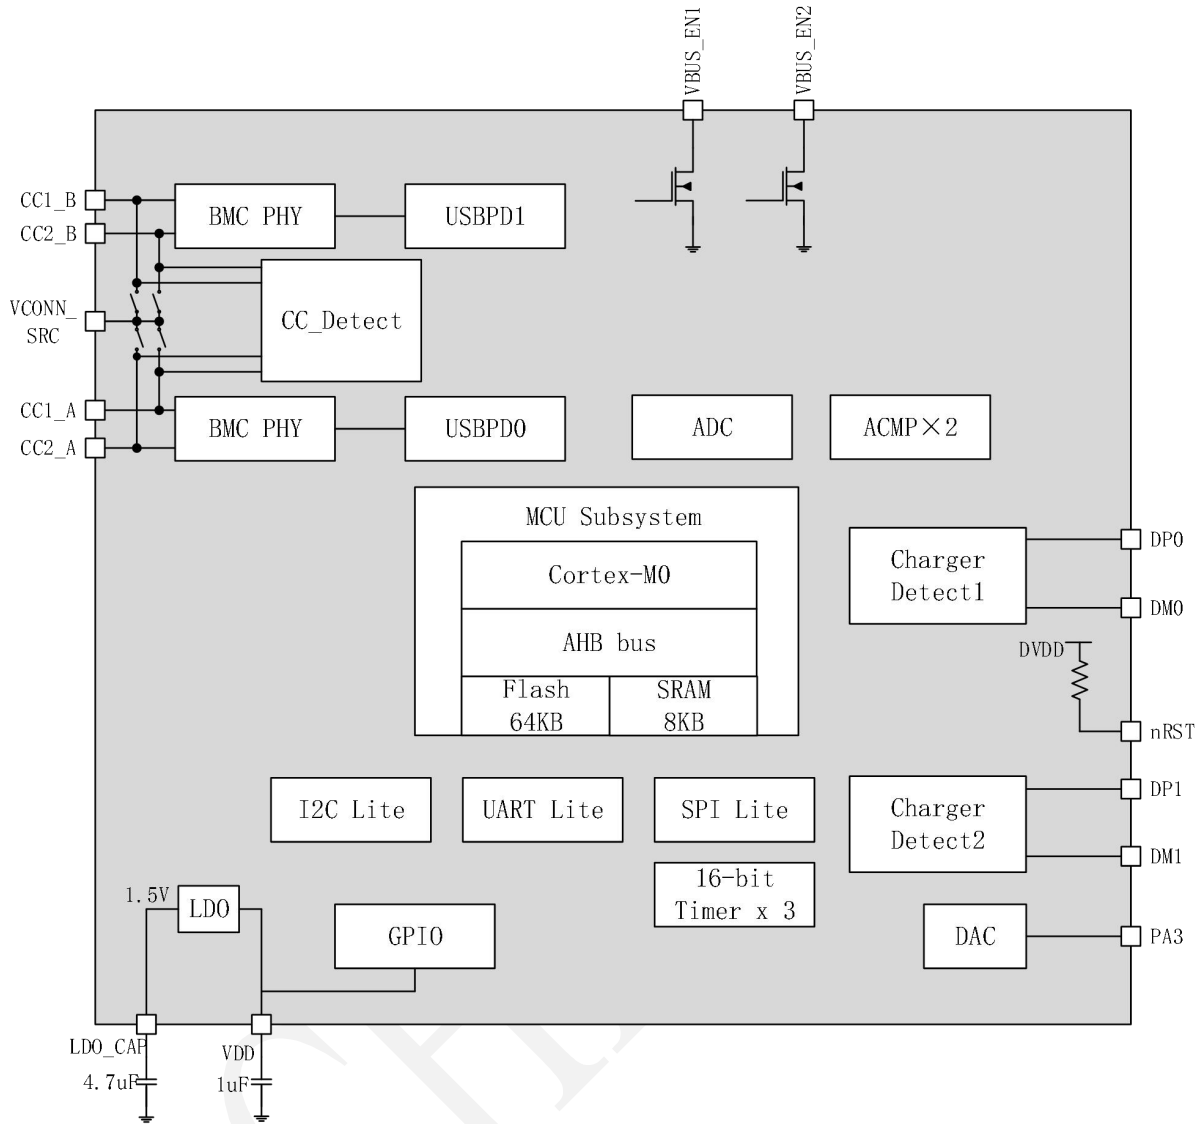 VBUS_EN1
VBUS_EN2
CC1_B
CC2_B
BMC PHY
USBPD1
VCONN_
SRC
CC_Detect
CC1_A
CC2_A
BMC PHY
USBPD0
ADC
ACMP×2
MCU Subsystem
Cortex-M0
AHB bus
Flash
64KB
SRAM
8KB
Charger
Detect1
DP0
DM0
DVDD
nRST
I2C Lite
UART Lite
SPI Lite
Charger
Detect2
DP1
DM1
16-bit
Timer x 3
1.5V
LDO
GPIO
DAC
PA3
LDO_CAP
VDD
4.7uF
1uF